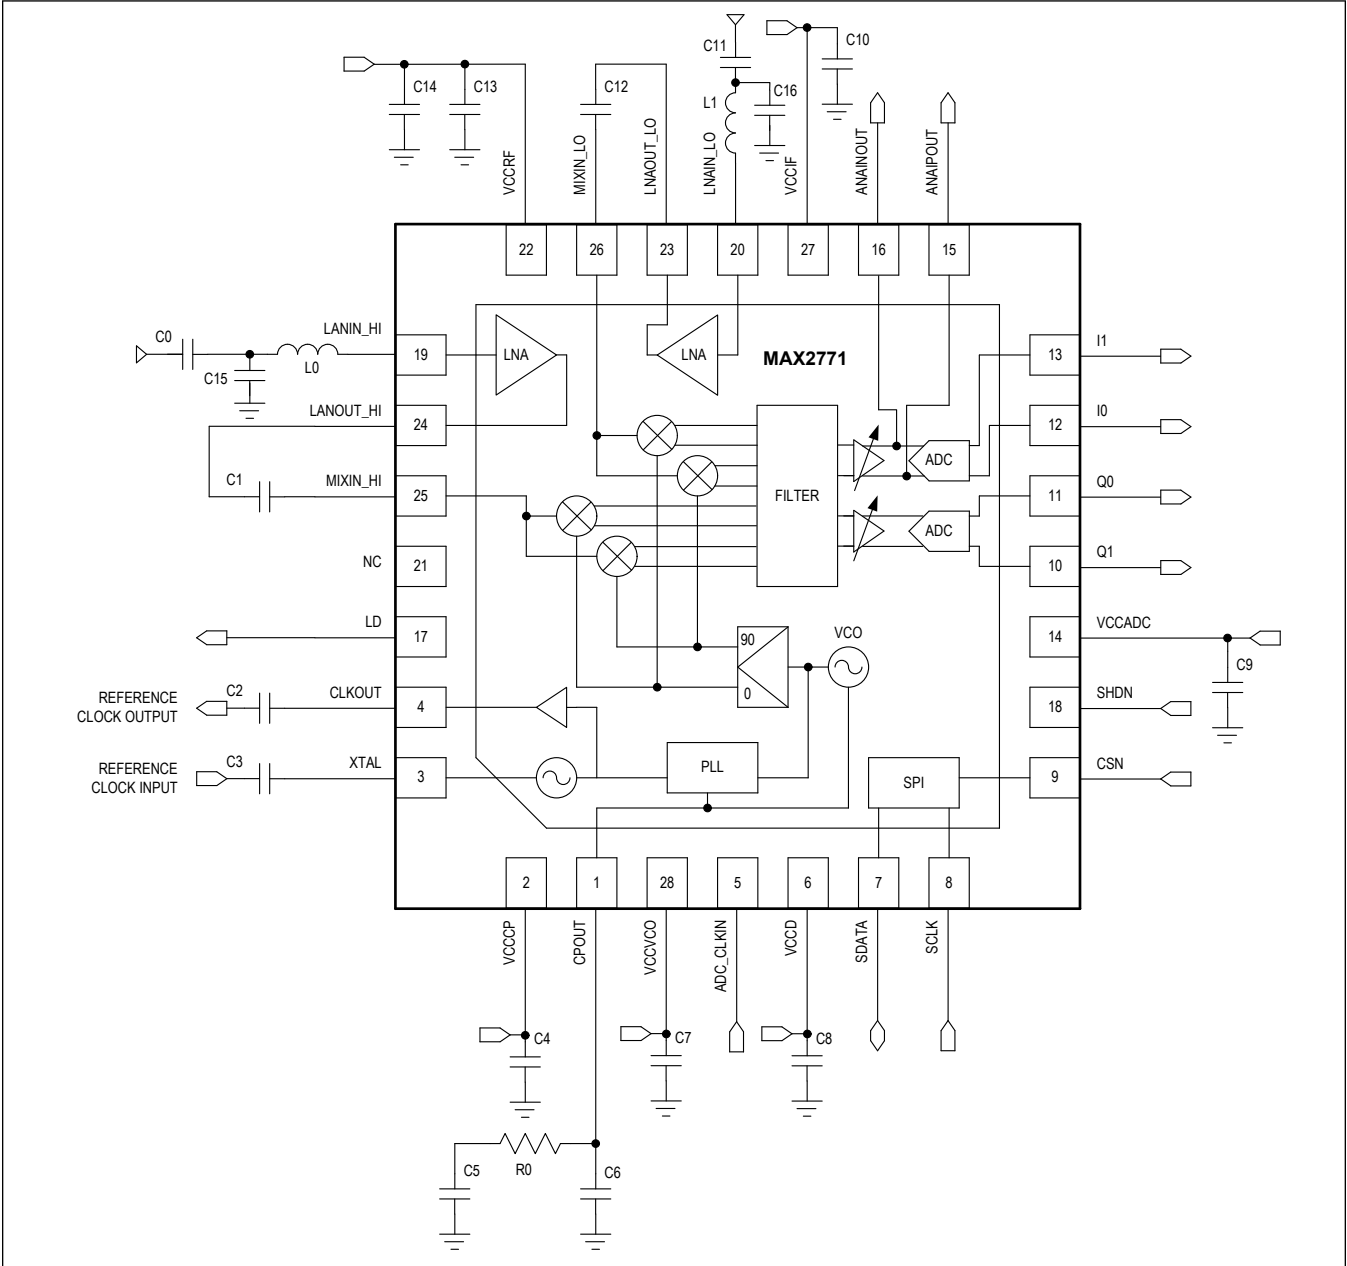 C11
C10
C14
C13
C12
L1
C16
VCCRF
MIXIN_LO
LNAOUT_LO
LNAIN_LO
VCCIF
ANAINOUT
ANAIPOUT
22
26
23
20
27
16
15
C0
LANIN_HI
19
LNA
LNA
MAX2771
13
I1
C15
L0
LANOUT_HI
24
12
I0
C1
MIXIN_HI
25
FILTER
ADC
11
Q0
NC
21
ADC
10
Q1
LD
17
90
0
VCO
14
VCCADC
C9
REFERENCE
CLOCK OUTPUT
C2
CLKOUT
4
18
SHDN
REFERENCE
CLOCK INPUT
C3
XTAL
3
PLL
SPI
9
CSN
2
1
28
5
6
7
8
VCCCP
CPOUT
VCCVCO
ADC_CLKIN
VCCD
SDATA
SCLK
C4
C7
C8
C5
R0
C6